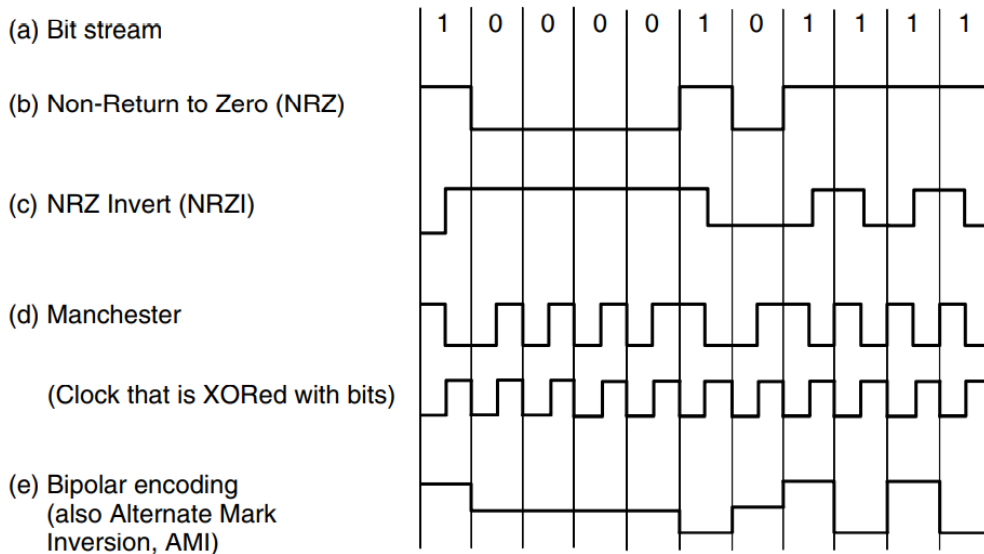 (a) Bit stream 1 0 0 0 0 1 0 1 1 1 1
(b) Non-Return to Zero (NRZ)
(c) NRZ Invert (NRZI)
(d) Manchester
(Clock that is XORed with bits)
(e) Bipolar encoding
(also Alternate Mark
Inversion, AMI)